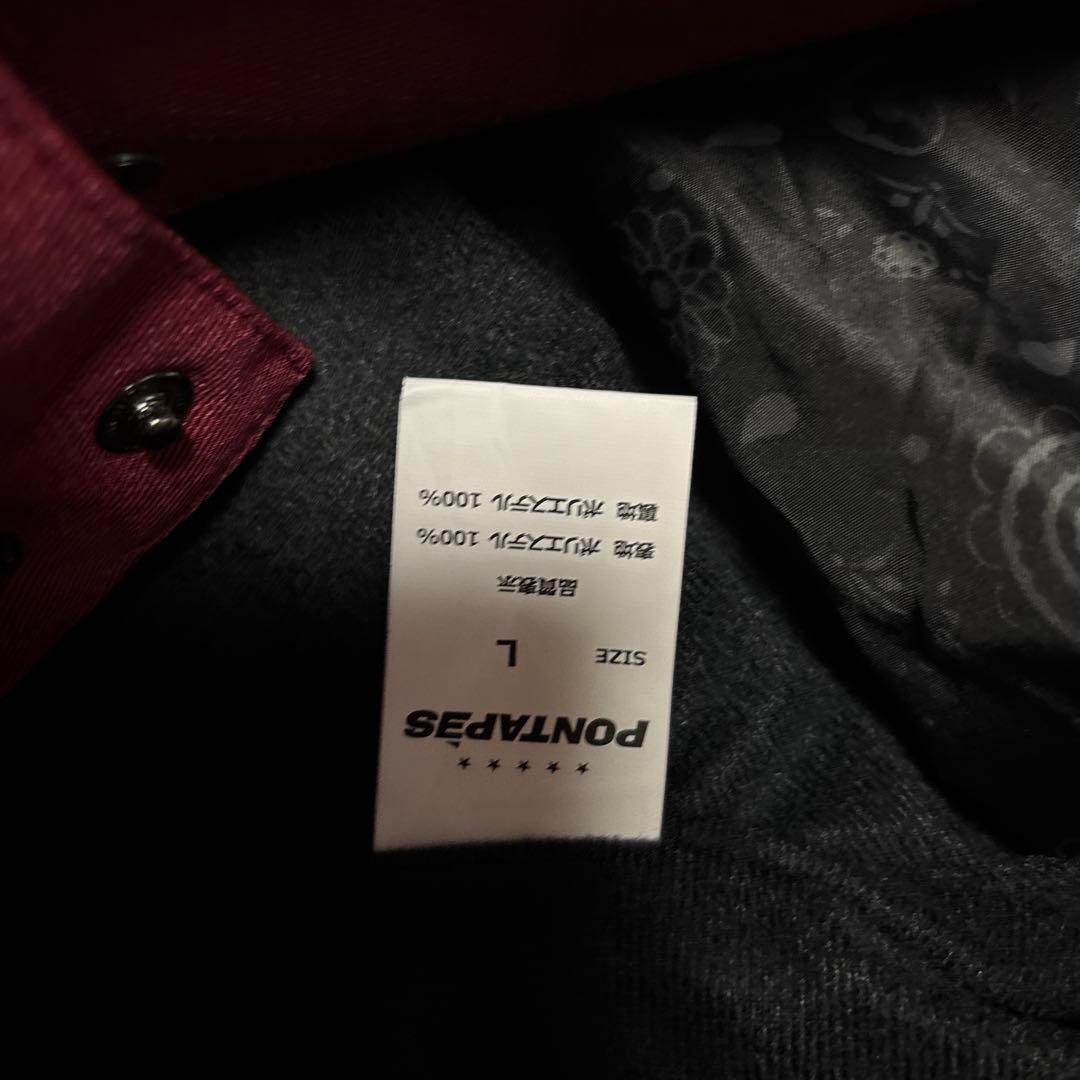 ★ ★ ★ ★ ★
PONTAPÉS
SIZE L
品質表示
表地 ポリエステル 100%
裏地 ポリエステル 100%